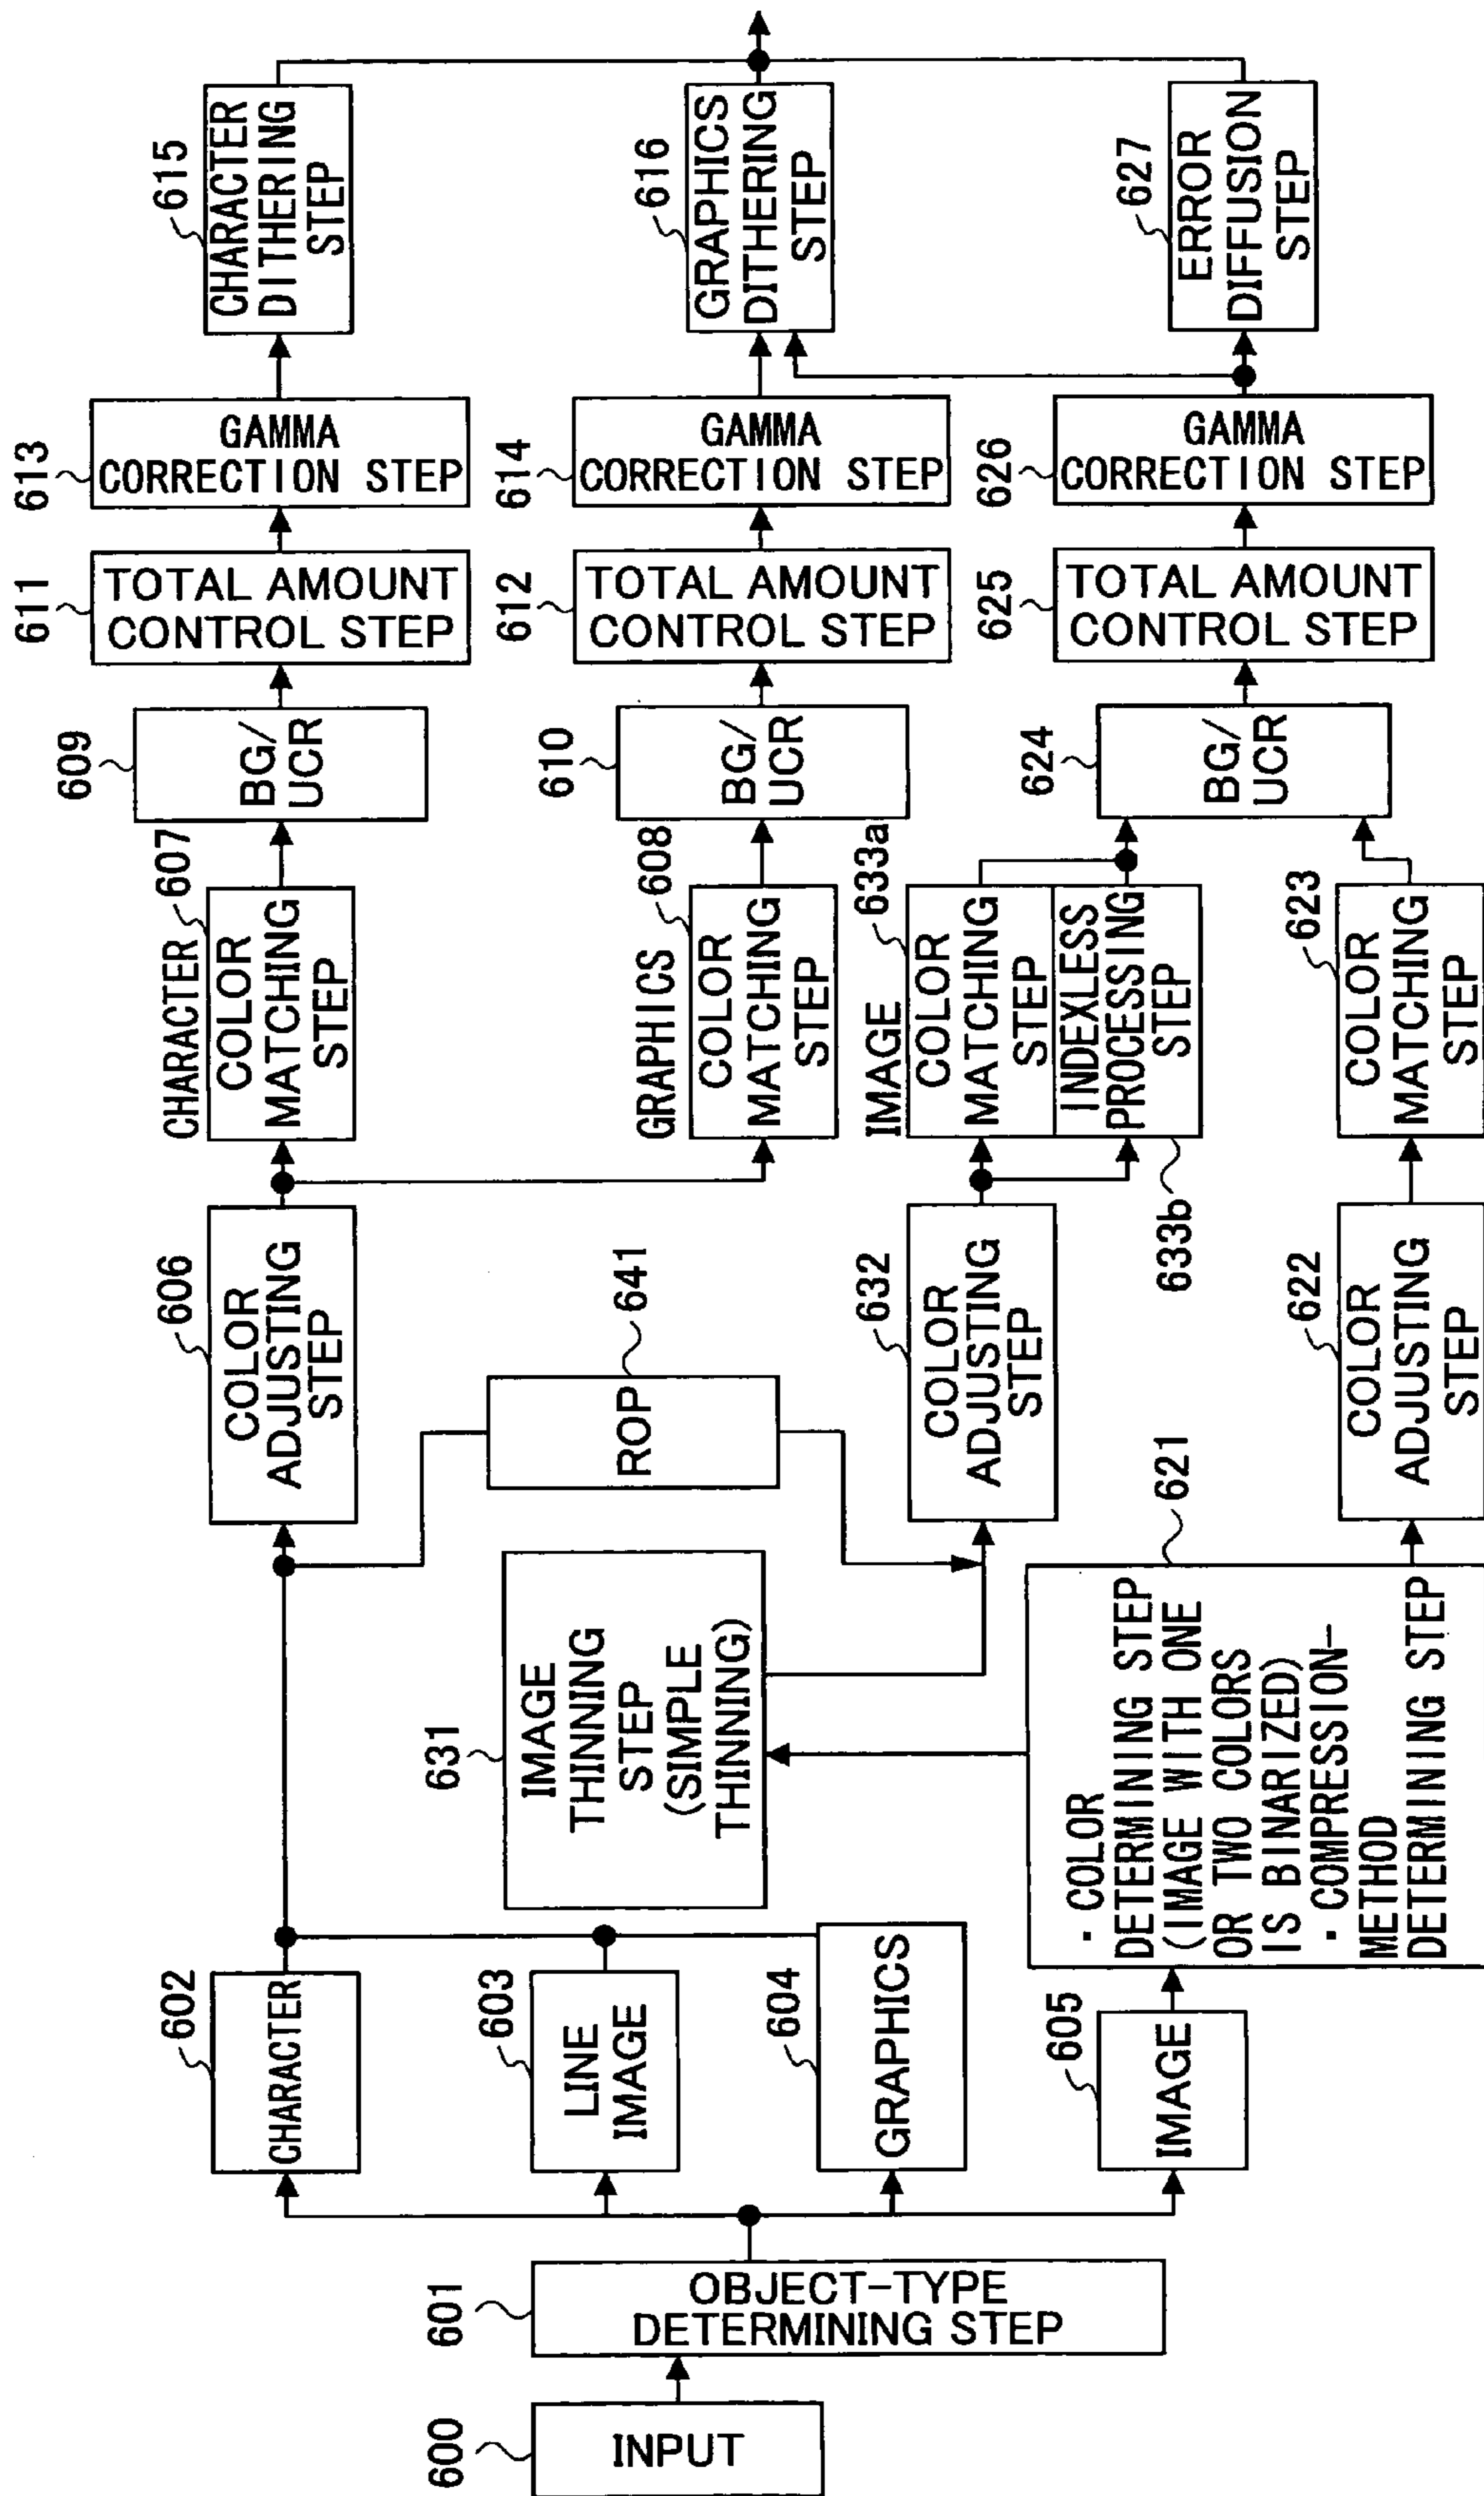 600
INPUT
601
OBJECT-TYPE
DETERMINING STEP
602
CHARACTER
603
LINE
IMAGE
604
GRAPHICS
605
IMAGE
631
IMAGE
THINNING
STEP
(SIMPLE
THINNING)
621
· COLOR
DETERMINING STEP
(IMAGE WITH ONE
OR TWO COLORS
IS BINARIZED)
· COMPRESSION-
METHOD
DETERMINING STEP
606
COLOR
ADJUSTING
STEP
641
ROP
632
COLOR
ADJUSTING
STEP
622
COLOR
ADJUSTING
STEP
CHARACTER
607
COLOR
MATCHING
STEP
GRAPHICS
608
COLOR
MATCHING
STEP
IMAGE
633a
COLOR
MATCHING
STEP
INDEXLESS
PROCESSING
STEP
633b
623
COLOR
MATCHING
STEP
609
BG/
UCR
610
BG/
UCR
624
BG/
UCR
611
TOTAL AMOUNT
CONTROL STEP
612
TOTAL AMOUNT
CONTROL STEP
625
TOTAL AMOUNT
CONTROL STEP
613
GAMMA
CORRECTION STEP
614
GAMMA
CORRECTION STEP
626
GAMMA
CORRECTION STEP
615
CHARACTER
DITHERING
STEP
616
GRAPHICS
DITHERING
STEP
627
ERROR
DIFFUSION
STEP